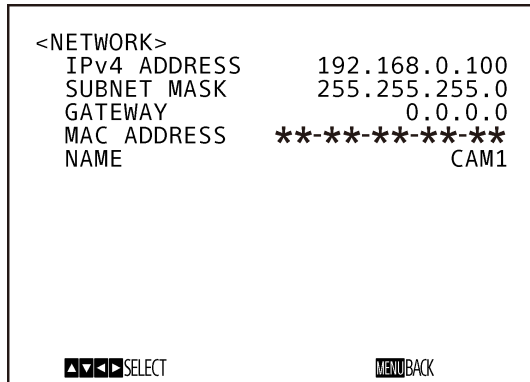 <NETWORK>
IPv4 ADDRESS 192.168.0.100
SUBNET MASK 255.255.255.0
GATEWAY 0.0.0.0
MAC ADDRESS **-**-**-**-**
NAME CAM1
▲▼◀▶SELECT MENU BACK